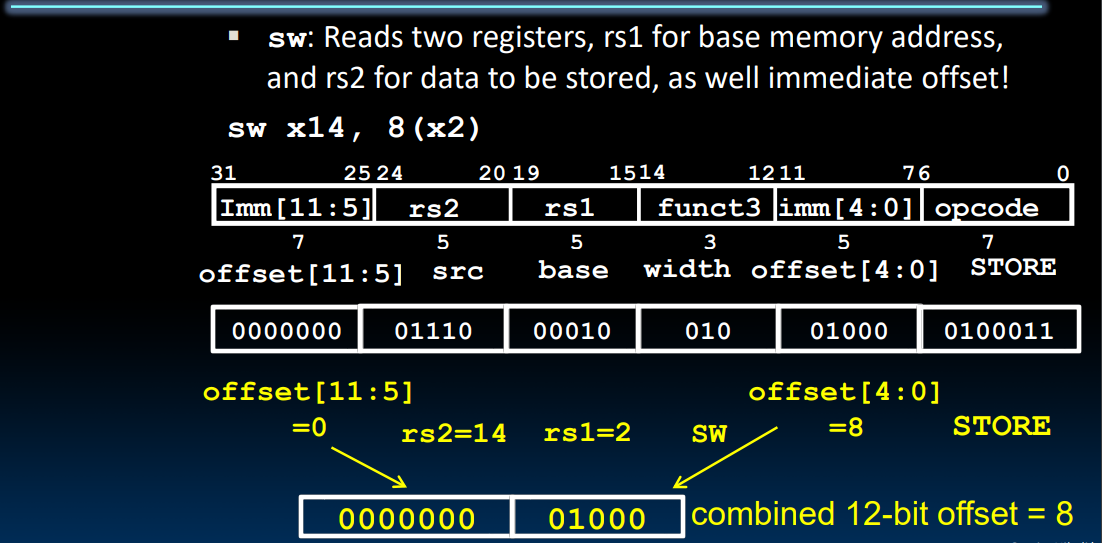 ▪ sw: Reads two registers, rs1 for base memory address,
and rs2 for data to be stored, as well immediate offset!
sw x14, 8(x2)
31 25 24 20 19 15 14 12 11 7 6 0
Imm[11:5] rs2 rs1 funct3 imm[4:0] opcode
7 5 5 3 5 7
offset[11:5] src base width offset[4:0] STORE
0000000 01110 00010 010 01000 0100011
offset[11:5] offset[4:0]
=0 rs2=14 rs1=2 SW =8 STORE
0000000 01000 combined 12-bit offset = 8